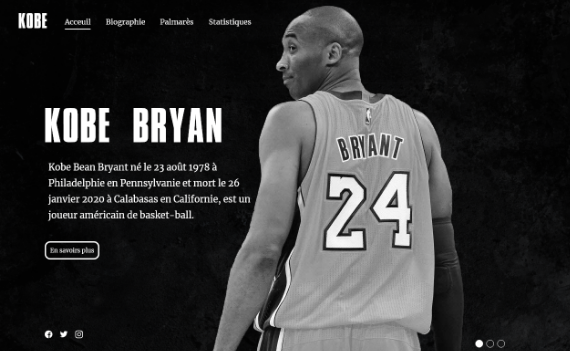 KOBE
Acceuil Biographie Palmarès Statistiques
KOBE BRYAN
Kobe Bean Bryant né le 23 août 1978 à
Philadelphie en Pennsylvanie et mort le 26
janvier 2020 à Calabasas en Californie, est un
joueur américain de basket-ball.
En savoirs plus
BRYANT
24